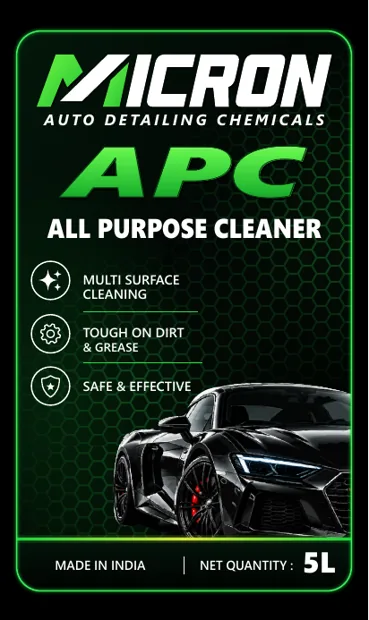 MICRON
AUTO DETAILING CHEMICALS
APC
ALL PURPOSE CLEANER
MULTI SURFACE
CLEANING
TOUGH ON DIRT
& GREASE
SAFE & EFFECTIVE
MADE IN INDIA | NET QUANTITY : 5L